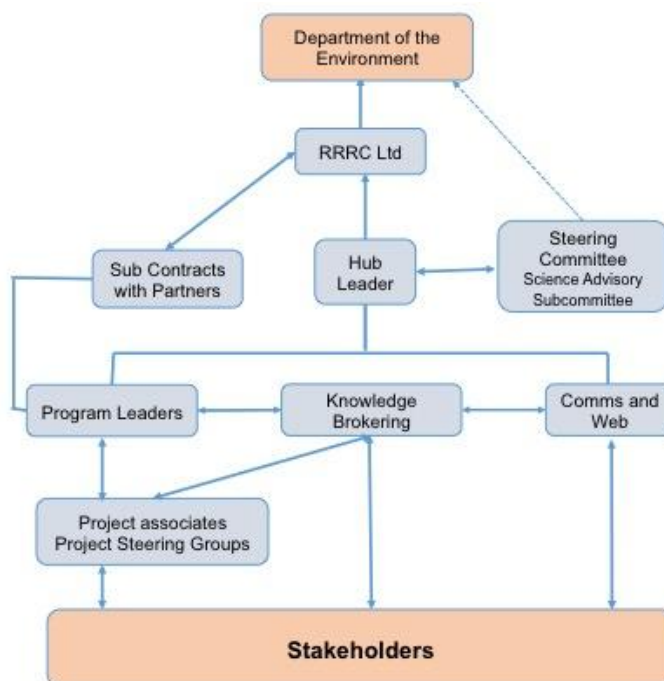 Department of the
Environment
RRRC Ltd
Sub Contracts
with Partners
Hub
Leader
Steering
Committee
Science Advisory
Subcommittee
Program Leaders
Knowledge
Brokering
Comms and
Web
Project associates
Project Steering Groups
Stakeholders